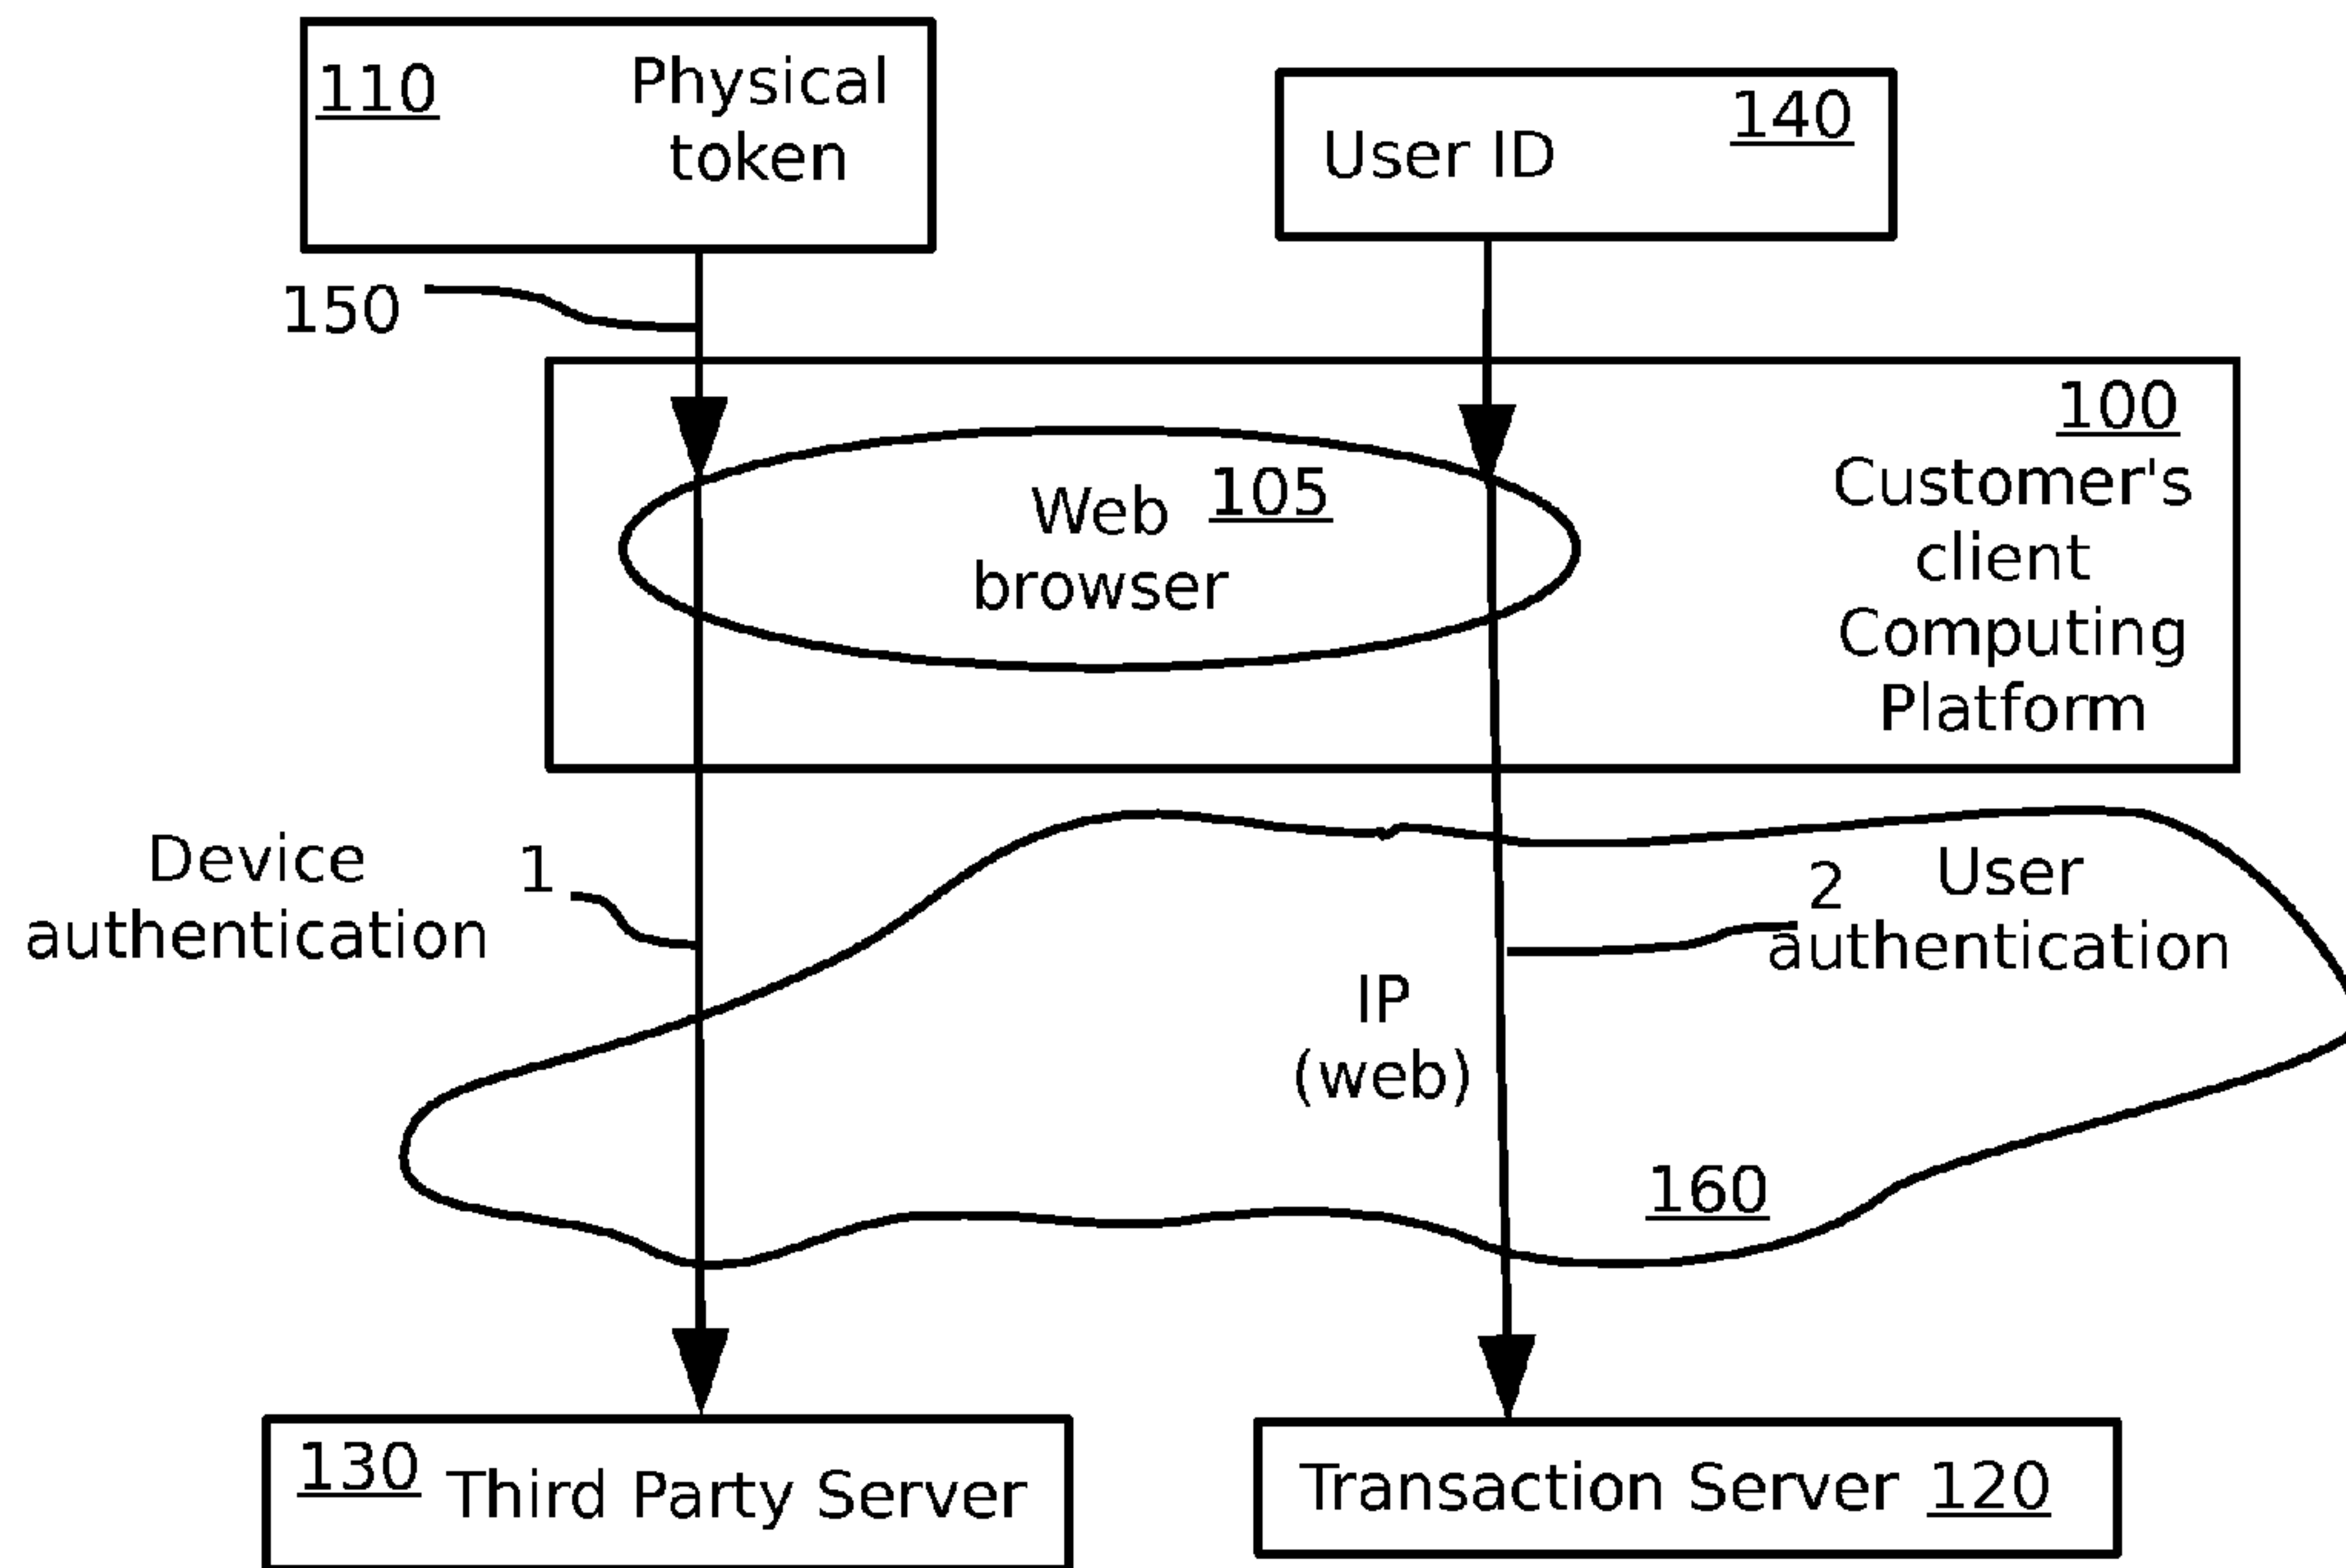 110
Physical
token
140
User ID
150
100
Customer's
client
Computing
Platform
Web 105
browser
Device
authentication
1
2
User
authentication
IP
(web)
160
130 Third Party Server
Transaction Server 120